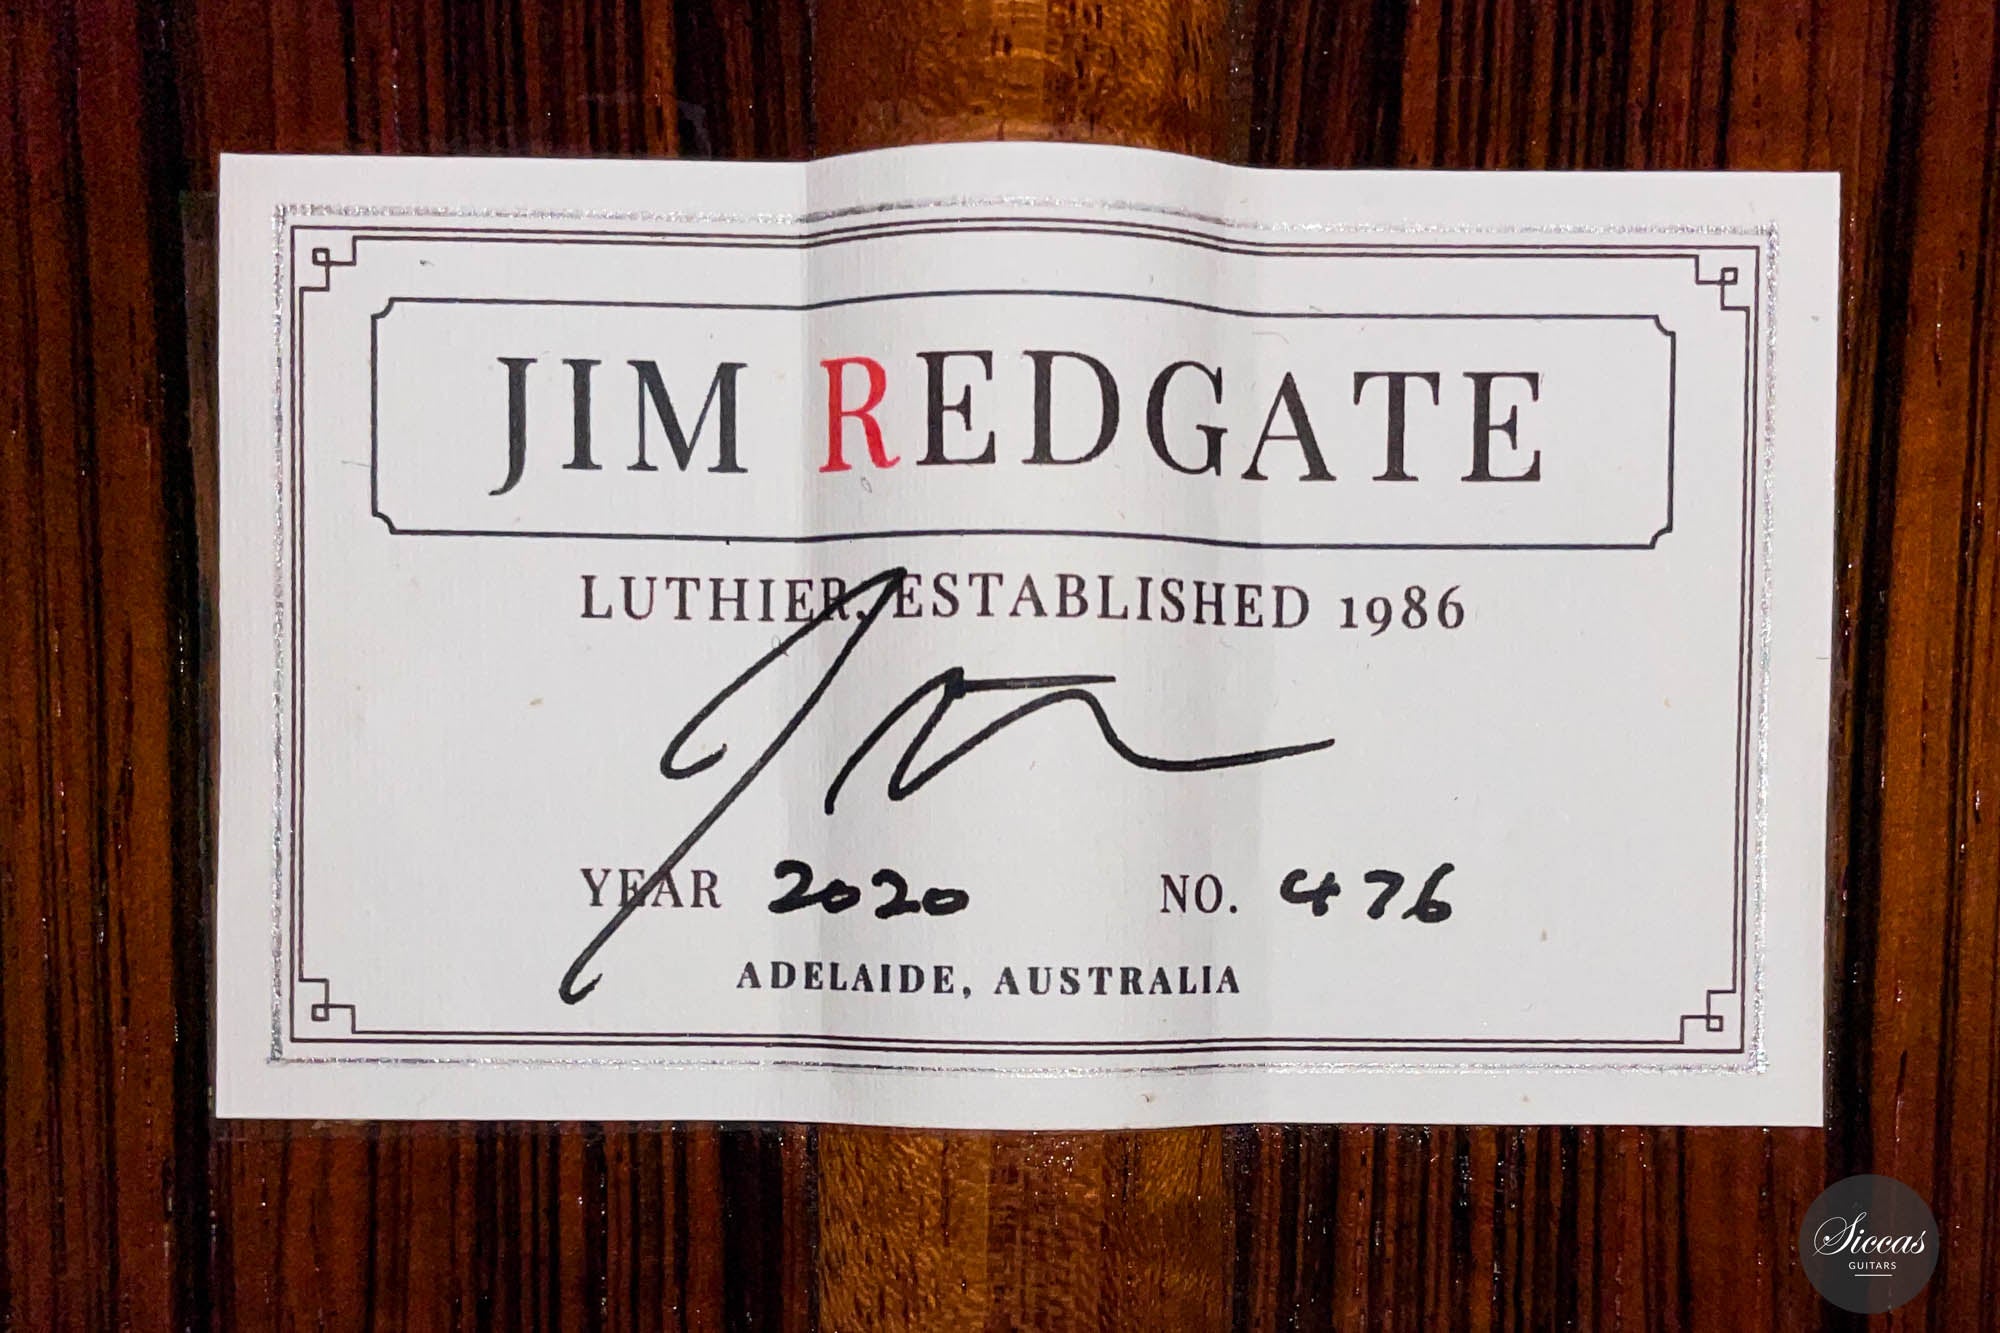 JIM REDGATE
LUTHIER, ESTABLISHED 1986
YEAR 2020 NO. 476
ADELAIDE, AUSTRALIA
Siccas
GUITARS